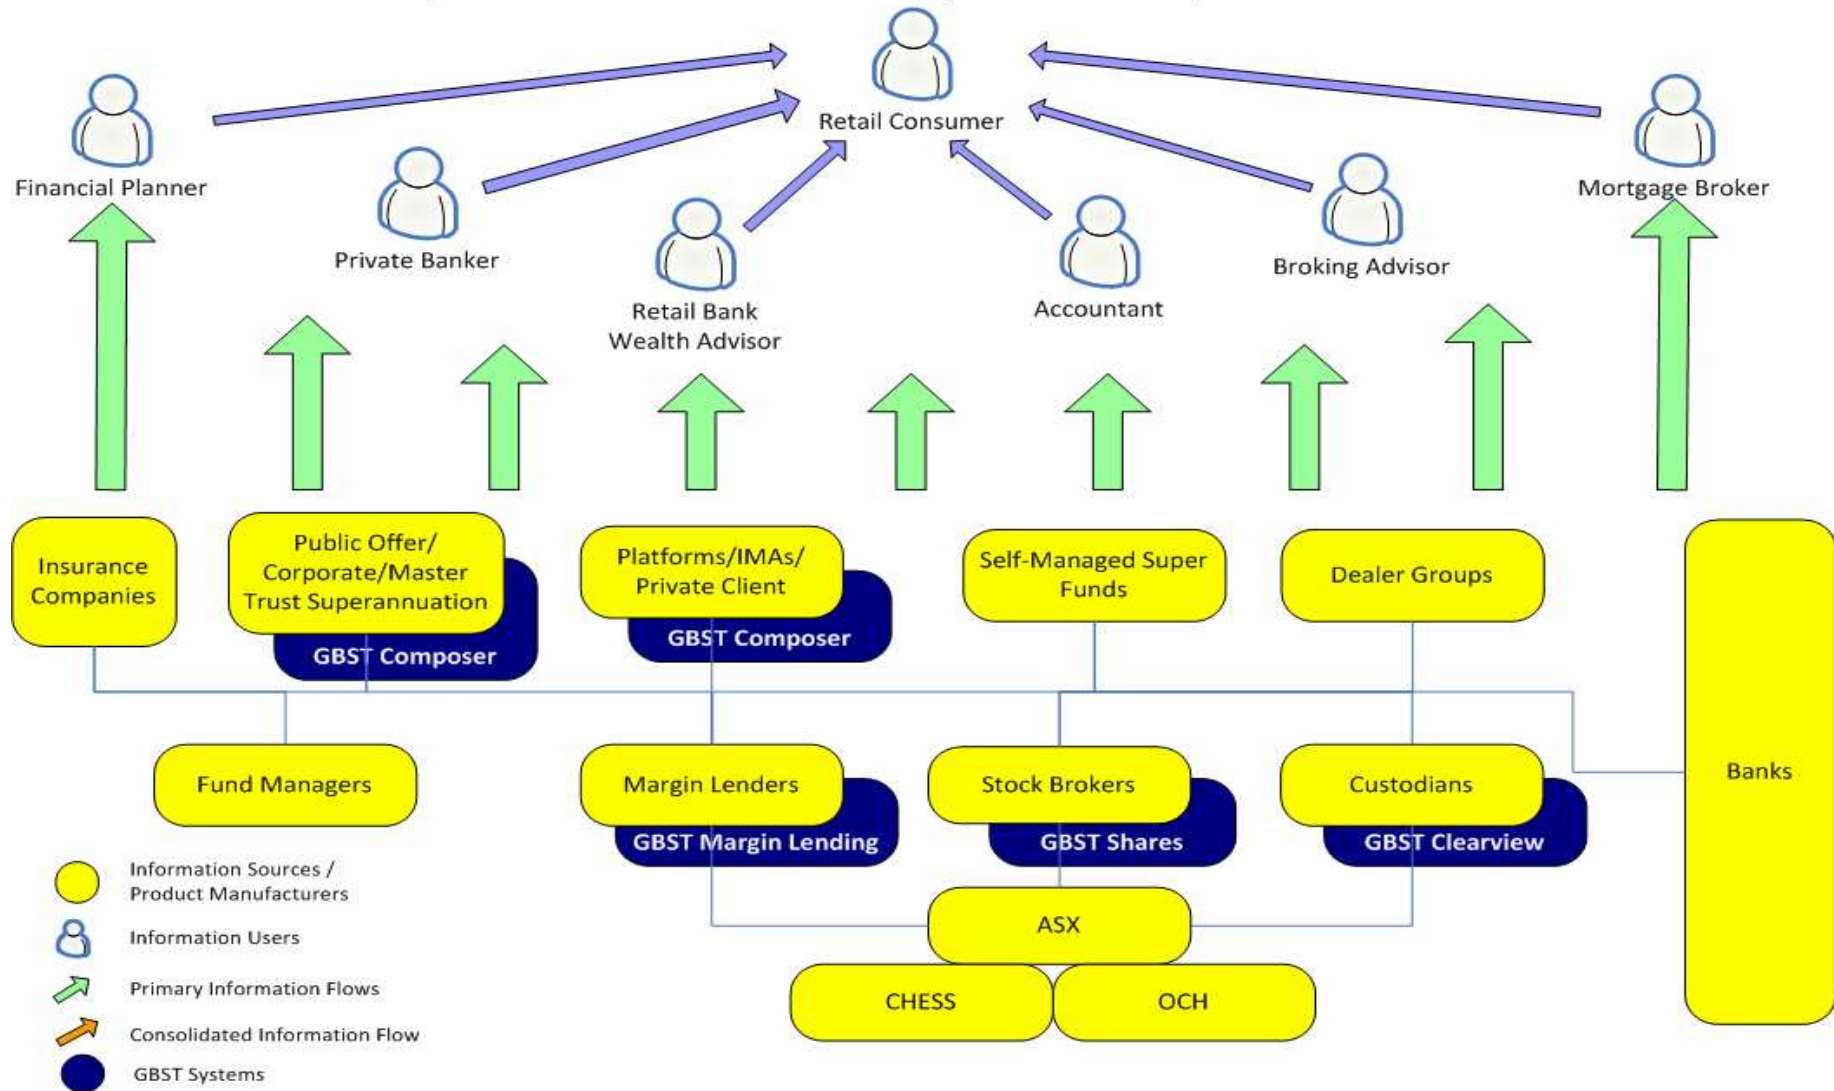 Retail Consumer
Financial Planner
Mortgage Broker
Private Banker
Broking Advisor
Retail Bank
Wealth Advisor
Accountant
Insurance
Companies
Public Offer/
Corporate/Master
Trust Superannuation
GBST Composer
Platforms/IMAs/
Private Client
GBST Composer
Self-Managed Super
Funds
Dealer Groups
Banks
Fund Managers
Margin Lenders
GBST Margin Lending
Stock Brokers
GBST Shares
Custodians
GBST Clearview
ASX
CHESS
OCH
Information Sources /
Product Manufacturers
Information Users
Primary Information Flows
Consolidated Information Flow
GBST Systems